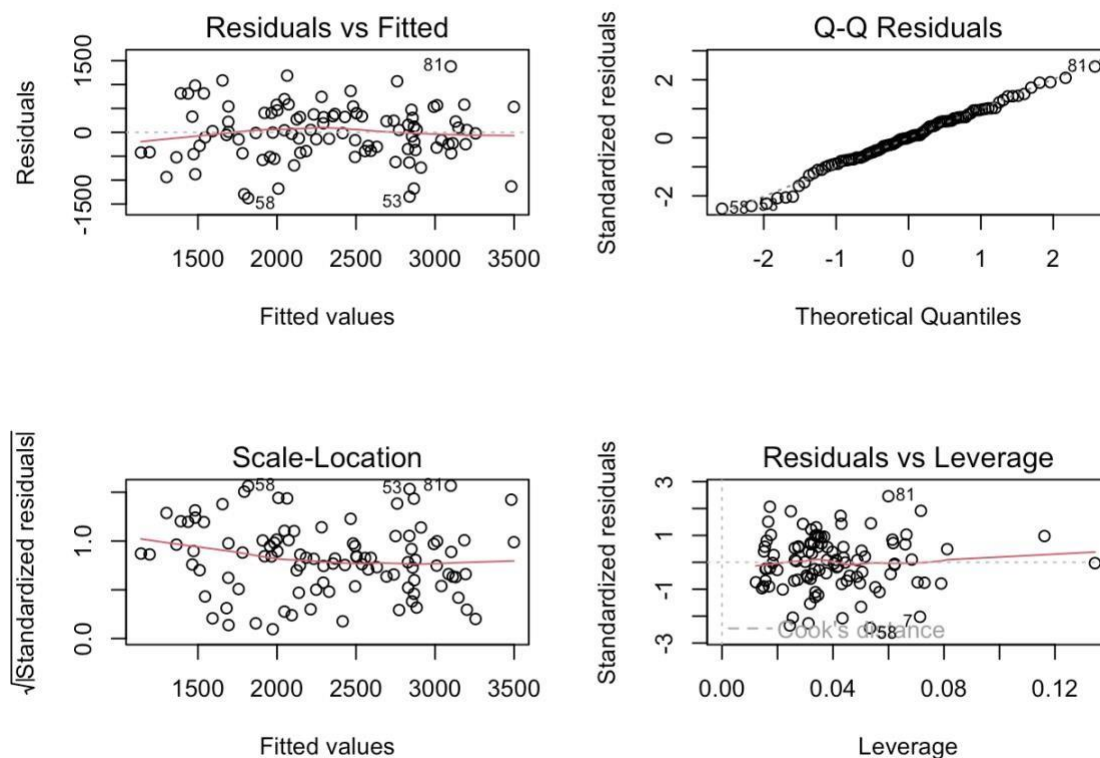 Residuals vs Fitted
Residuals
1500
0
-1500
81
58
53
1500 2000 2500 3000 3500
Fitted values
Q-Q Residuals
Standardized residuals
2
0
-2
81
58
-2 -1 0 1 2
Theoretical Quantiles
Scale-Location
√|Standardized residuals|
1.0
0.0
58
53
81
1500 2000 2500 3000 3500
Fitted values
Residuals vs Leverage
Standardized residuals
3
1
-1
-3
81
7
58
Cook's distance
0.00 0.04 0.08 0.12
Leverage